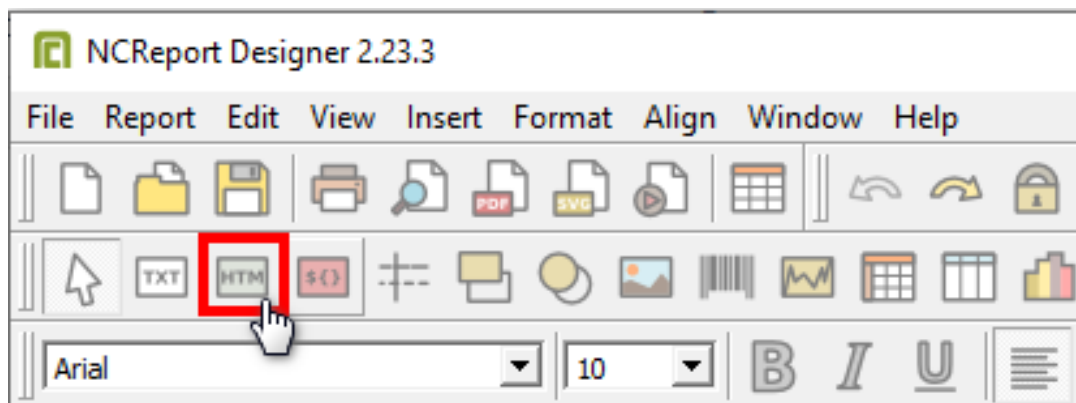 NCReport Designer 2.23.3
File Report Edit View Insert Format Align Window Help
PDF SVG
TXT HTM ${}
Arial 10 B I U